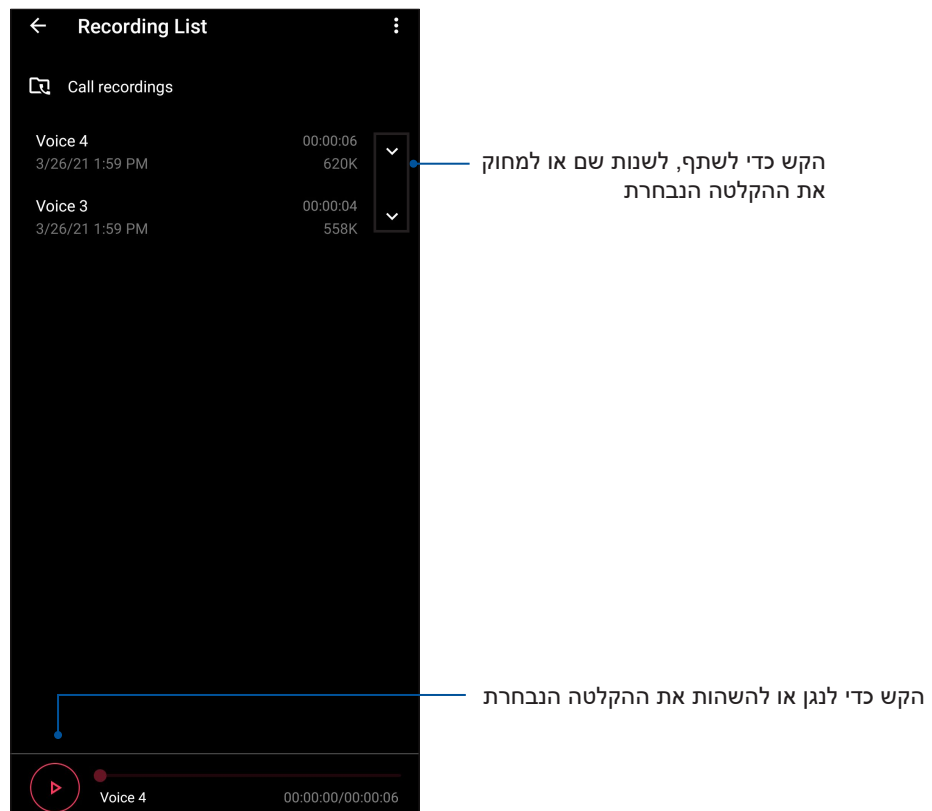 Recording List
Call recordings
Voice 4 00:00:06
3/26/21 1:59 PM 620K
Voice 3 00:00:04
3/26/21 1:59 PM 558K
הקש כדי לשתף, לשנות שם או למחוק
את ההקלטה הנבחרת
הקש כדי לנגן או להשהות את ההקלטה הנבחרת
Voice 4 00:00:00/00:00:06